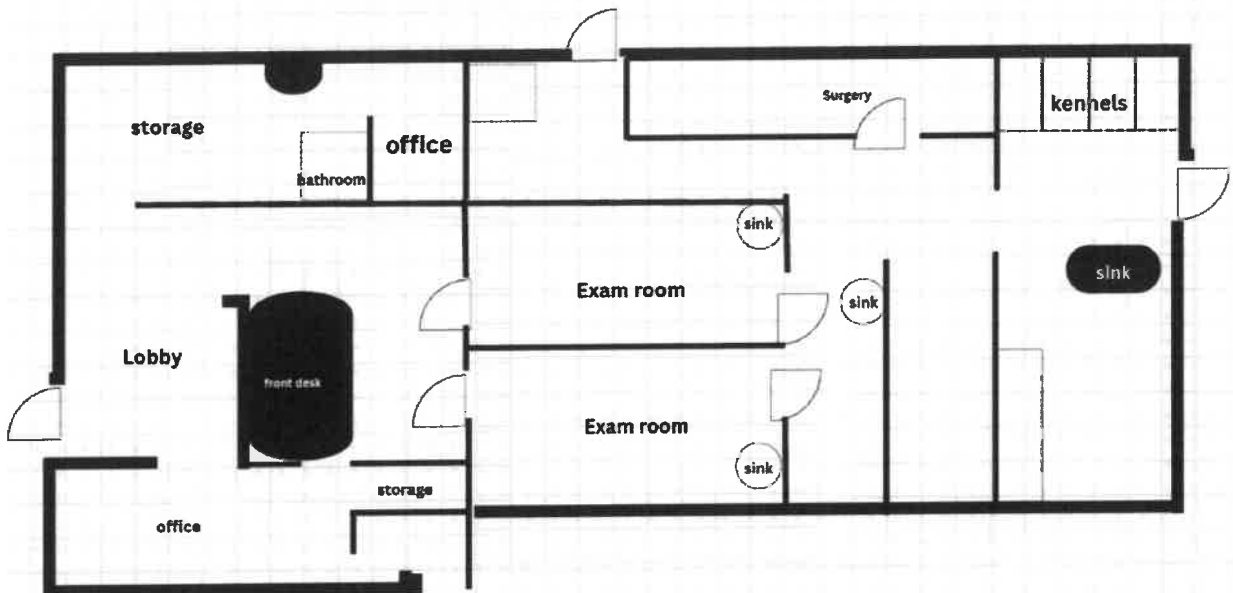 storage
bathroom
office
Surgery
kennels
sink
Exam room
sink
sink
Lobby
front desk
Exam room
sink
storage
office